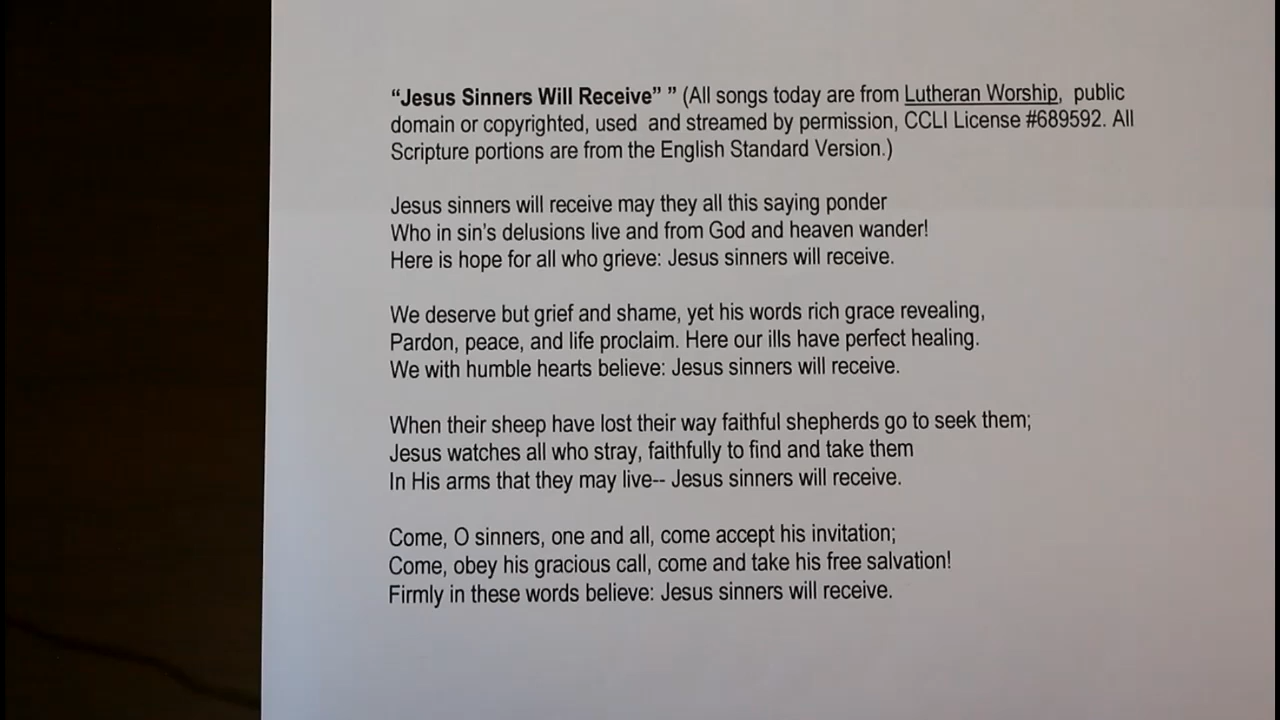 “Jesus Sinners Will Receive” ” (All songs today are from Lutheran Worship, public
domain or copyrighted, used and streamed by permission, CCLI License #689592. All
Scripture portions are from the English Standard Version.)
Jesus sinners will receive may they all this saying ponder
Who in sin's delusions live and from God and heaven wander!
Here is hope for all who grieve: Jesus sinners will receive.
We deserve but grief and shame, yet his words rich grace revealing,
Pardon, peace, and life proclaim. Here our ills have perfect healing.
We with humble hearts believe: Jesus sinners will receive.
When their sheep have lost their way faithful shepherds go to seek them;
Jesus watches all who stray, faithfully to find and take them
In His arms that they may live-- Jesus sinners will receive.
Come, O sinners, one and all, come accept his invitation;
Come, obey his gracious call, come and take his free salvation!
Firmly in these words believe: Jesus sinners will receive.